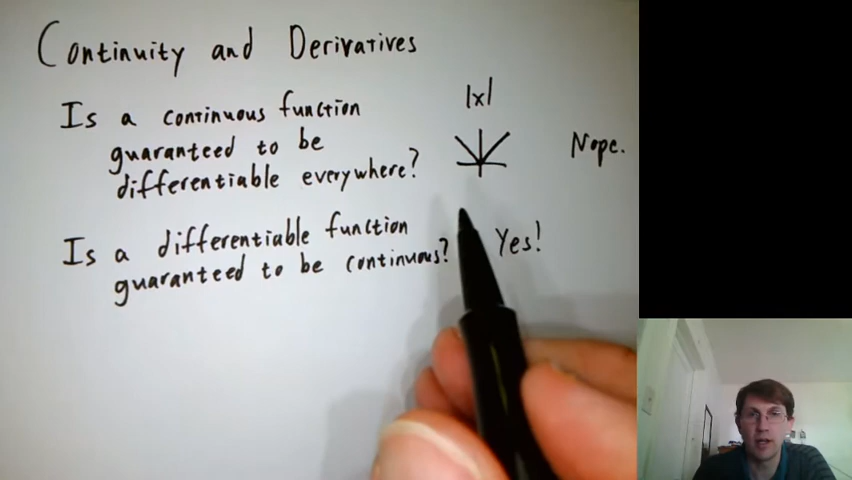 Continuity and Derivatives
Is a continuous function
guaranteed to be
differentiable everywhere?
|x|
Nope.
Is a differentiable function
guaranteed to be continuous?
Yes!